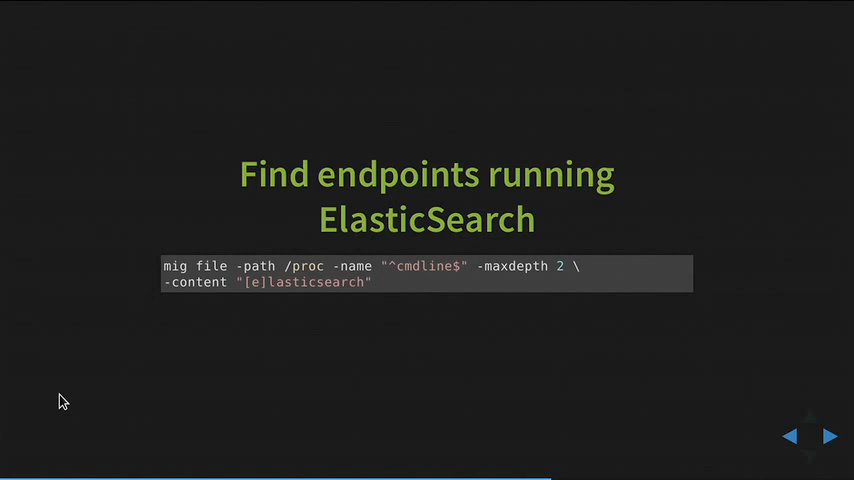 Find endpoints running
ElasticSearch
mig file -path /proc -name "^cmdline$" -maxdepth 2 \
-content "[e]lasticsearch"